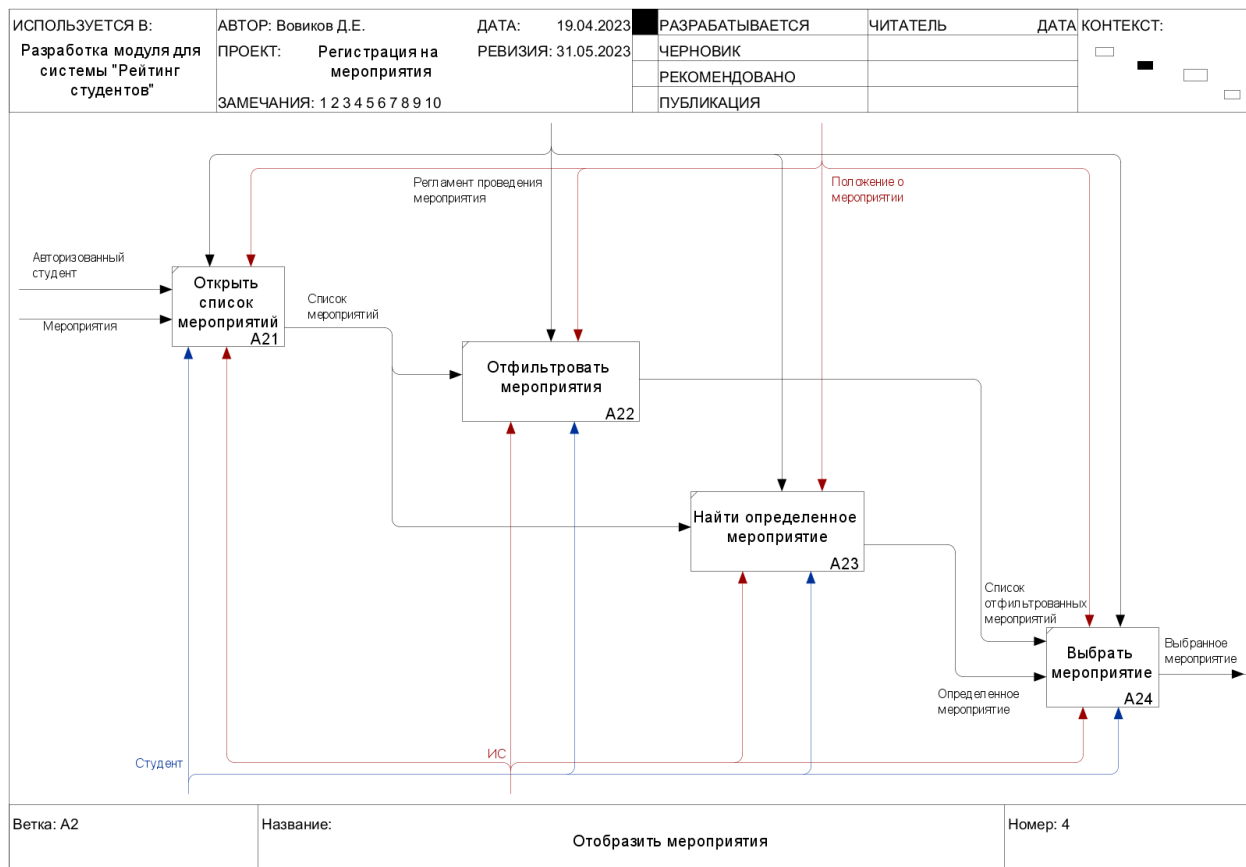 ИСПОЛЬЗУЕТСЯ В:
Разработка модуля для
системы "Рейтинг
студентов"
АВТОР: Вовиков Д.Е.
ДАТА: 19.04.2023
ПРОЕКТ: Регистрация на
мероприятия
РЕВИЗИЯ: 31.05.2023
ЗАМЕЧАНИЯ: 1 2 3 4 5 6 7 8 9 10
РАЗРАБАТЫВАЕТСЯ
ЧЕРНОВИК
РЕКОМЕНДОВАНО
ПУБЛИКАЦИЯ
ЧИТАТЕЛЬ
ДАТА
КОНТЕКСТ:
Регламент проведения
мероприятия
Положение о
мероприятии
Авторизованный
студент
Мероприятия
Открыть
список
мероприятий
A21
Список
мероприятий
Отфильтровать
мероприятия
A22
Найти определенное
мероприятие
A23
Список
отфильтрованных
мероприятий
Определенное
мероприятие
Выбрать
мероприятие
A24
Выбранное
мероприятие
Студент
ИС
Ветка: A2
Название:
Отобразить мероприятия
Номер: 4